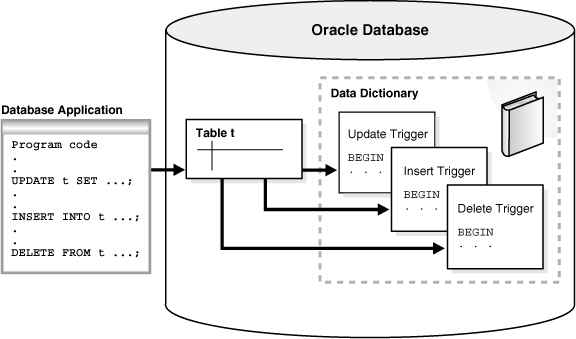 Oracle Database
Data Dictionary
Database Application
Program code
.
.
UPDATE t SET ...;
.
.
INSERT INTO t ...;
.
.
DELETE FROM t ...;
Table t
Update Trigger
BEGIN
. . .
Insert Trigger
BEGIN
. . .
Delete Trigger
BEGIN
. . .